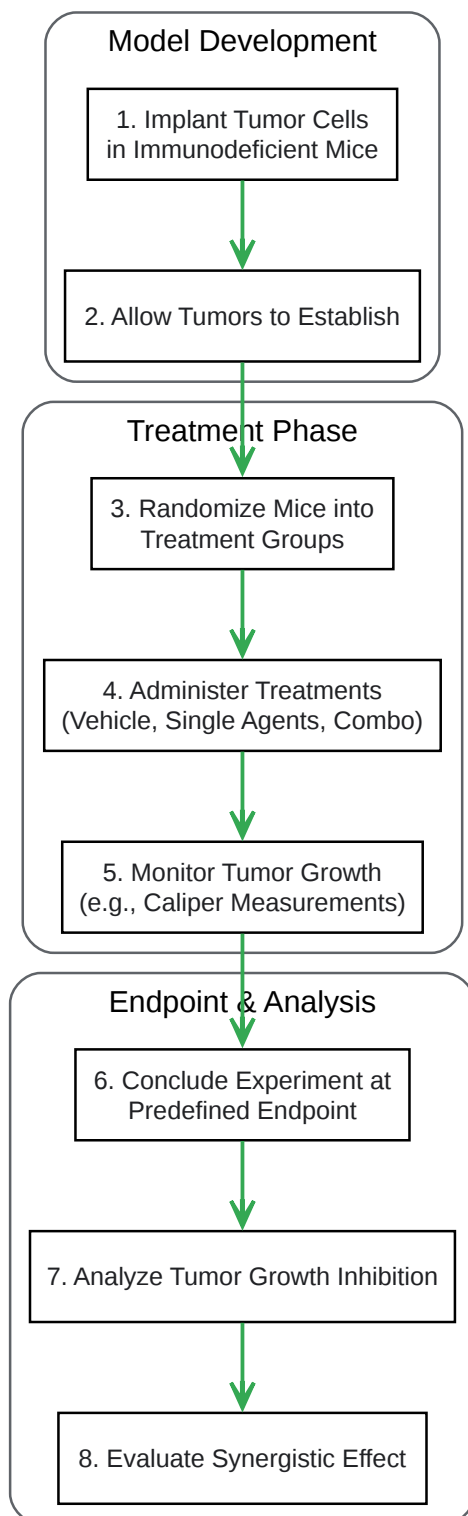 Model Development
1. Implant Tumor Cells
in Immunodeficient Mice
2. Allow Tumors to Establish
Treatment Phase
3. Randomize Mice into
Treatment Groups
4. Administer Treatments
(Vehicle, Single Agents, Combo)
5. Monitor Tumor Growth
(e.g., Caliper Measurements)
Endpoint & Analysis
6. Conclude Experiment at
Predefined Endpoint
7. Analyze Tumor Growth Inhibition
8. Evaluate Synergistic Effect